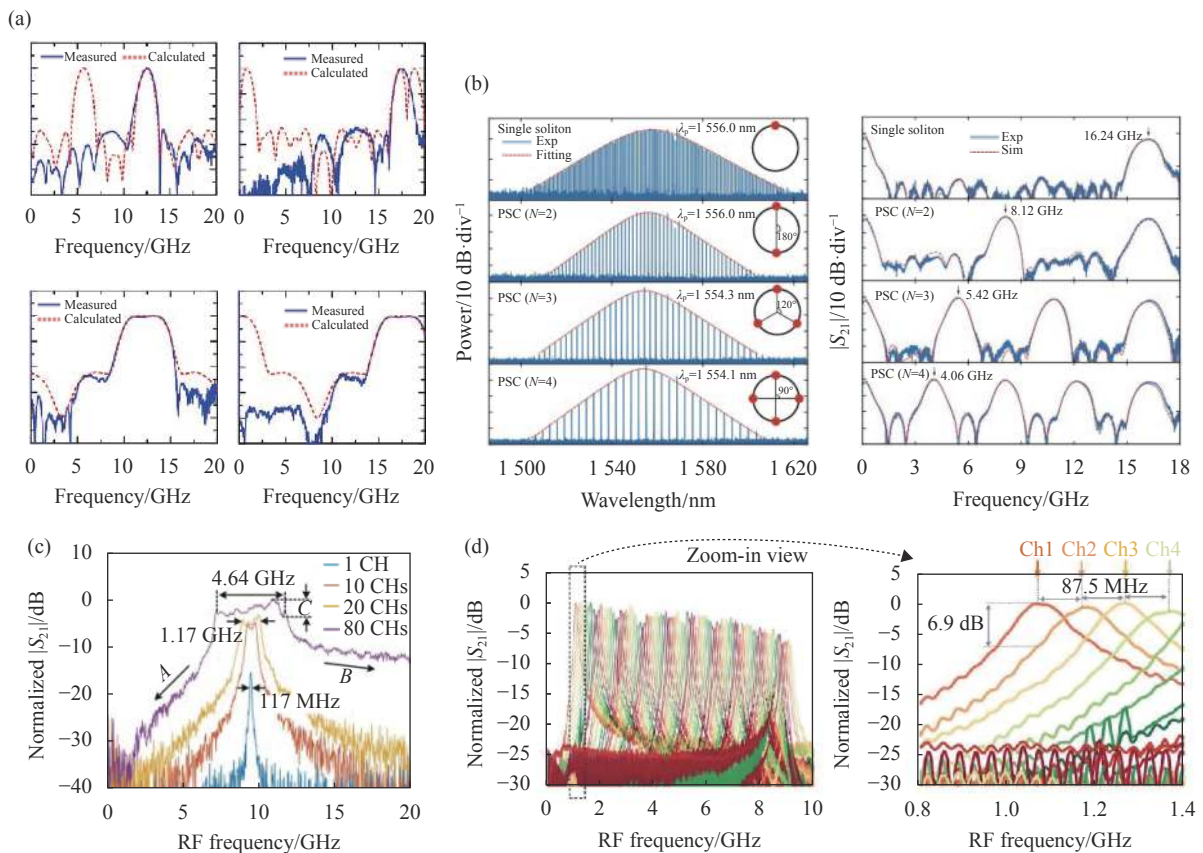 (a)
Measured Calculated
Measured
Calculated
0 5 10 15 20
0 5 10 15 20
Frequency/GHz
Frequency/GHz
Measured
Calculated
Measured
Calculated
0 5 10 15 20
0 5 10 15 20
Frequency/GHz
Frequency/GHz
(b)
Power/10 dB·div⁻¹
Single soliton
Exp
Fitting
λp=1 556.0 nm
PSC (N=2)
λp=1 556.0 nm
180°
PSC (N=3)
λp=1 554.3 nm
120°
PSC (N=4)
λp=1 554.1 nm
90°
1 500 1 540 1 580 1 620
Wavelength/nm
|S21|/10 dB·div⁻¹
Single soliton
Exp
Sim
16.24 GHz
PSC (N=2)
8.12 GHz
PSC (N=3)
5.42 GHz
PSC (N=4)
4.06 GHz
0 3 6 9 12 15 18
Frequency/GHz
(c)
Normalized |S21|/dB
10
0
−10
−20
−30
−40
4.64 GHz
1.17 GHz
117 MHz
A
B
C
1 CH
10 CHs
20 CHs
80 CHs
0 5 10 15 20
RF frequency/GHz
(d)
Zoom-in view
Normalized |S21|/dB
5
0
−5
−10
−15
−20
−25
−30
0 2 4 6 8 10
RF frequency/GHz
Ch1 Ch2 Ch3 Ch4
Normalized |S21|/dB
5
0
−5
−10
−15
−20
−25
−30
87.5 MHz
6.9 dB
0.8 1.0 1.2 1.4
RF frequency/GHz